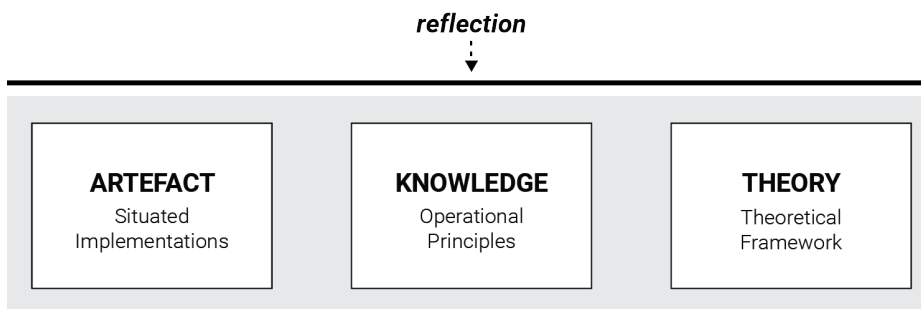 reflection
ARTEFACT
Situated
Implementations
KNOWLEDGE
Operational
Principles
THEORY
Theoretical
Framework